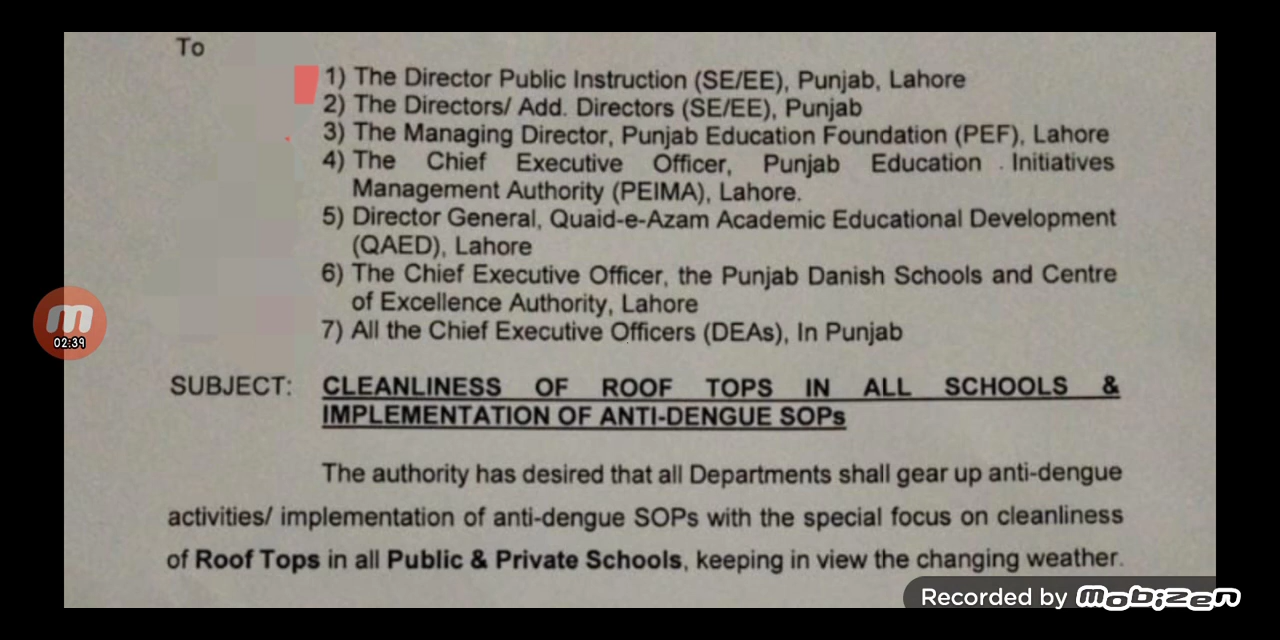 To
1) The Director Public Instruction (SE/EE), Punjab, Lahore
2) The Directors/ Add. Directors (SE/EE), Punjab
3) The Managing Director, Punjab Education Foundation (PEF), Lahore
4) The Chief Executive Officer, Punjab Education Initiatives
Management Authority (PEIMA), Lahore.
5) Director General, Quaid-e-Azam Academic Educational Development
(QAED), Lahore
6) The Chief Executive Officer, the Punjab Danish Schools and Centre
of Excellence Authority, Lahore
7) All the Chief Executive Officers (DEAs), In Punjab
m
02:39
SUBJECT: CLEANLINESS OF ROOF TOPS IN ALL SCHOOLS &
IMPLEMENTATION OF ANTI-DENGUE SOPs
The authority has desired that all Departments shall gear up anti-dengue
activities/ implementation of anti-dengue SOPs with the special focus on cleanliness
of Roof Tops in all Public & Private Schools, keeping in view the changing weather.
Recorded by mobizen